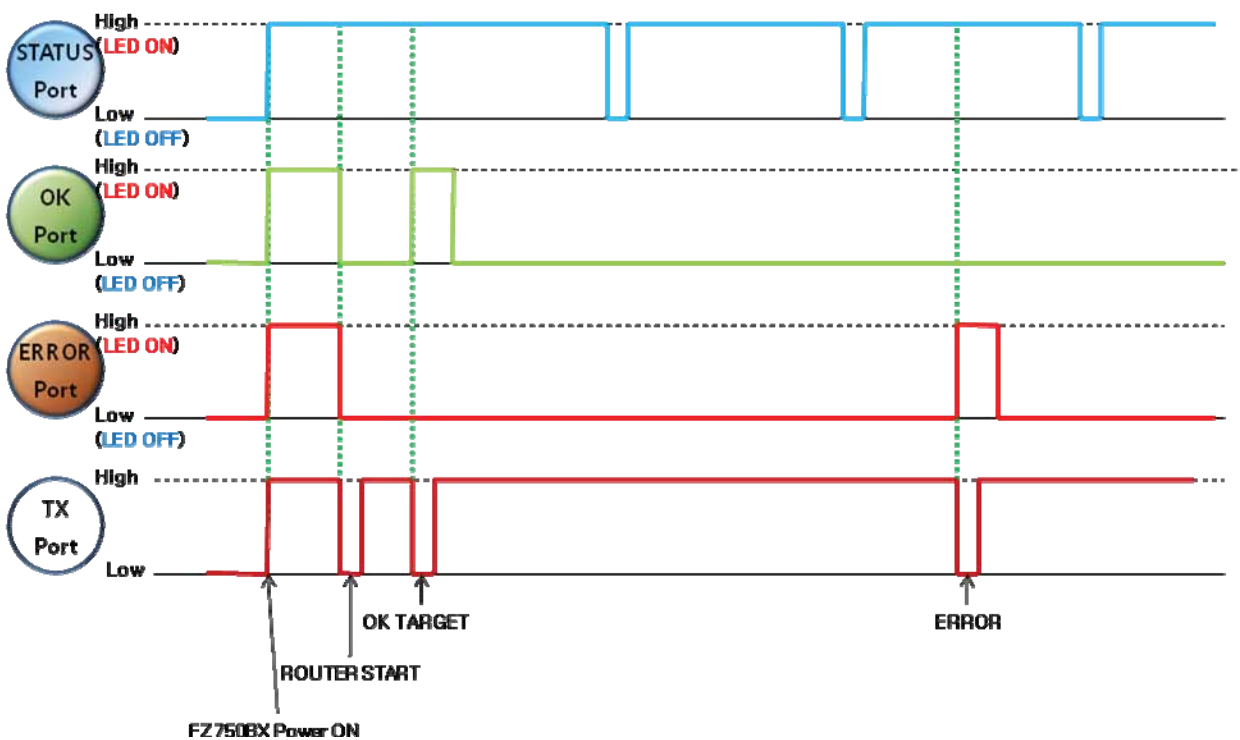 High
(LED ON)
STATUS
Port
Low
(LED OFF)
High
(LED ON)
OK
Port
Low
(LED OFF)
High
(LED ON)
ERROR
Port
Low
(LED OFF)
High
TX
Port
Low
OK TARGET
ERROR
ROUTER START
FZ750BX Power ON